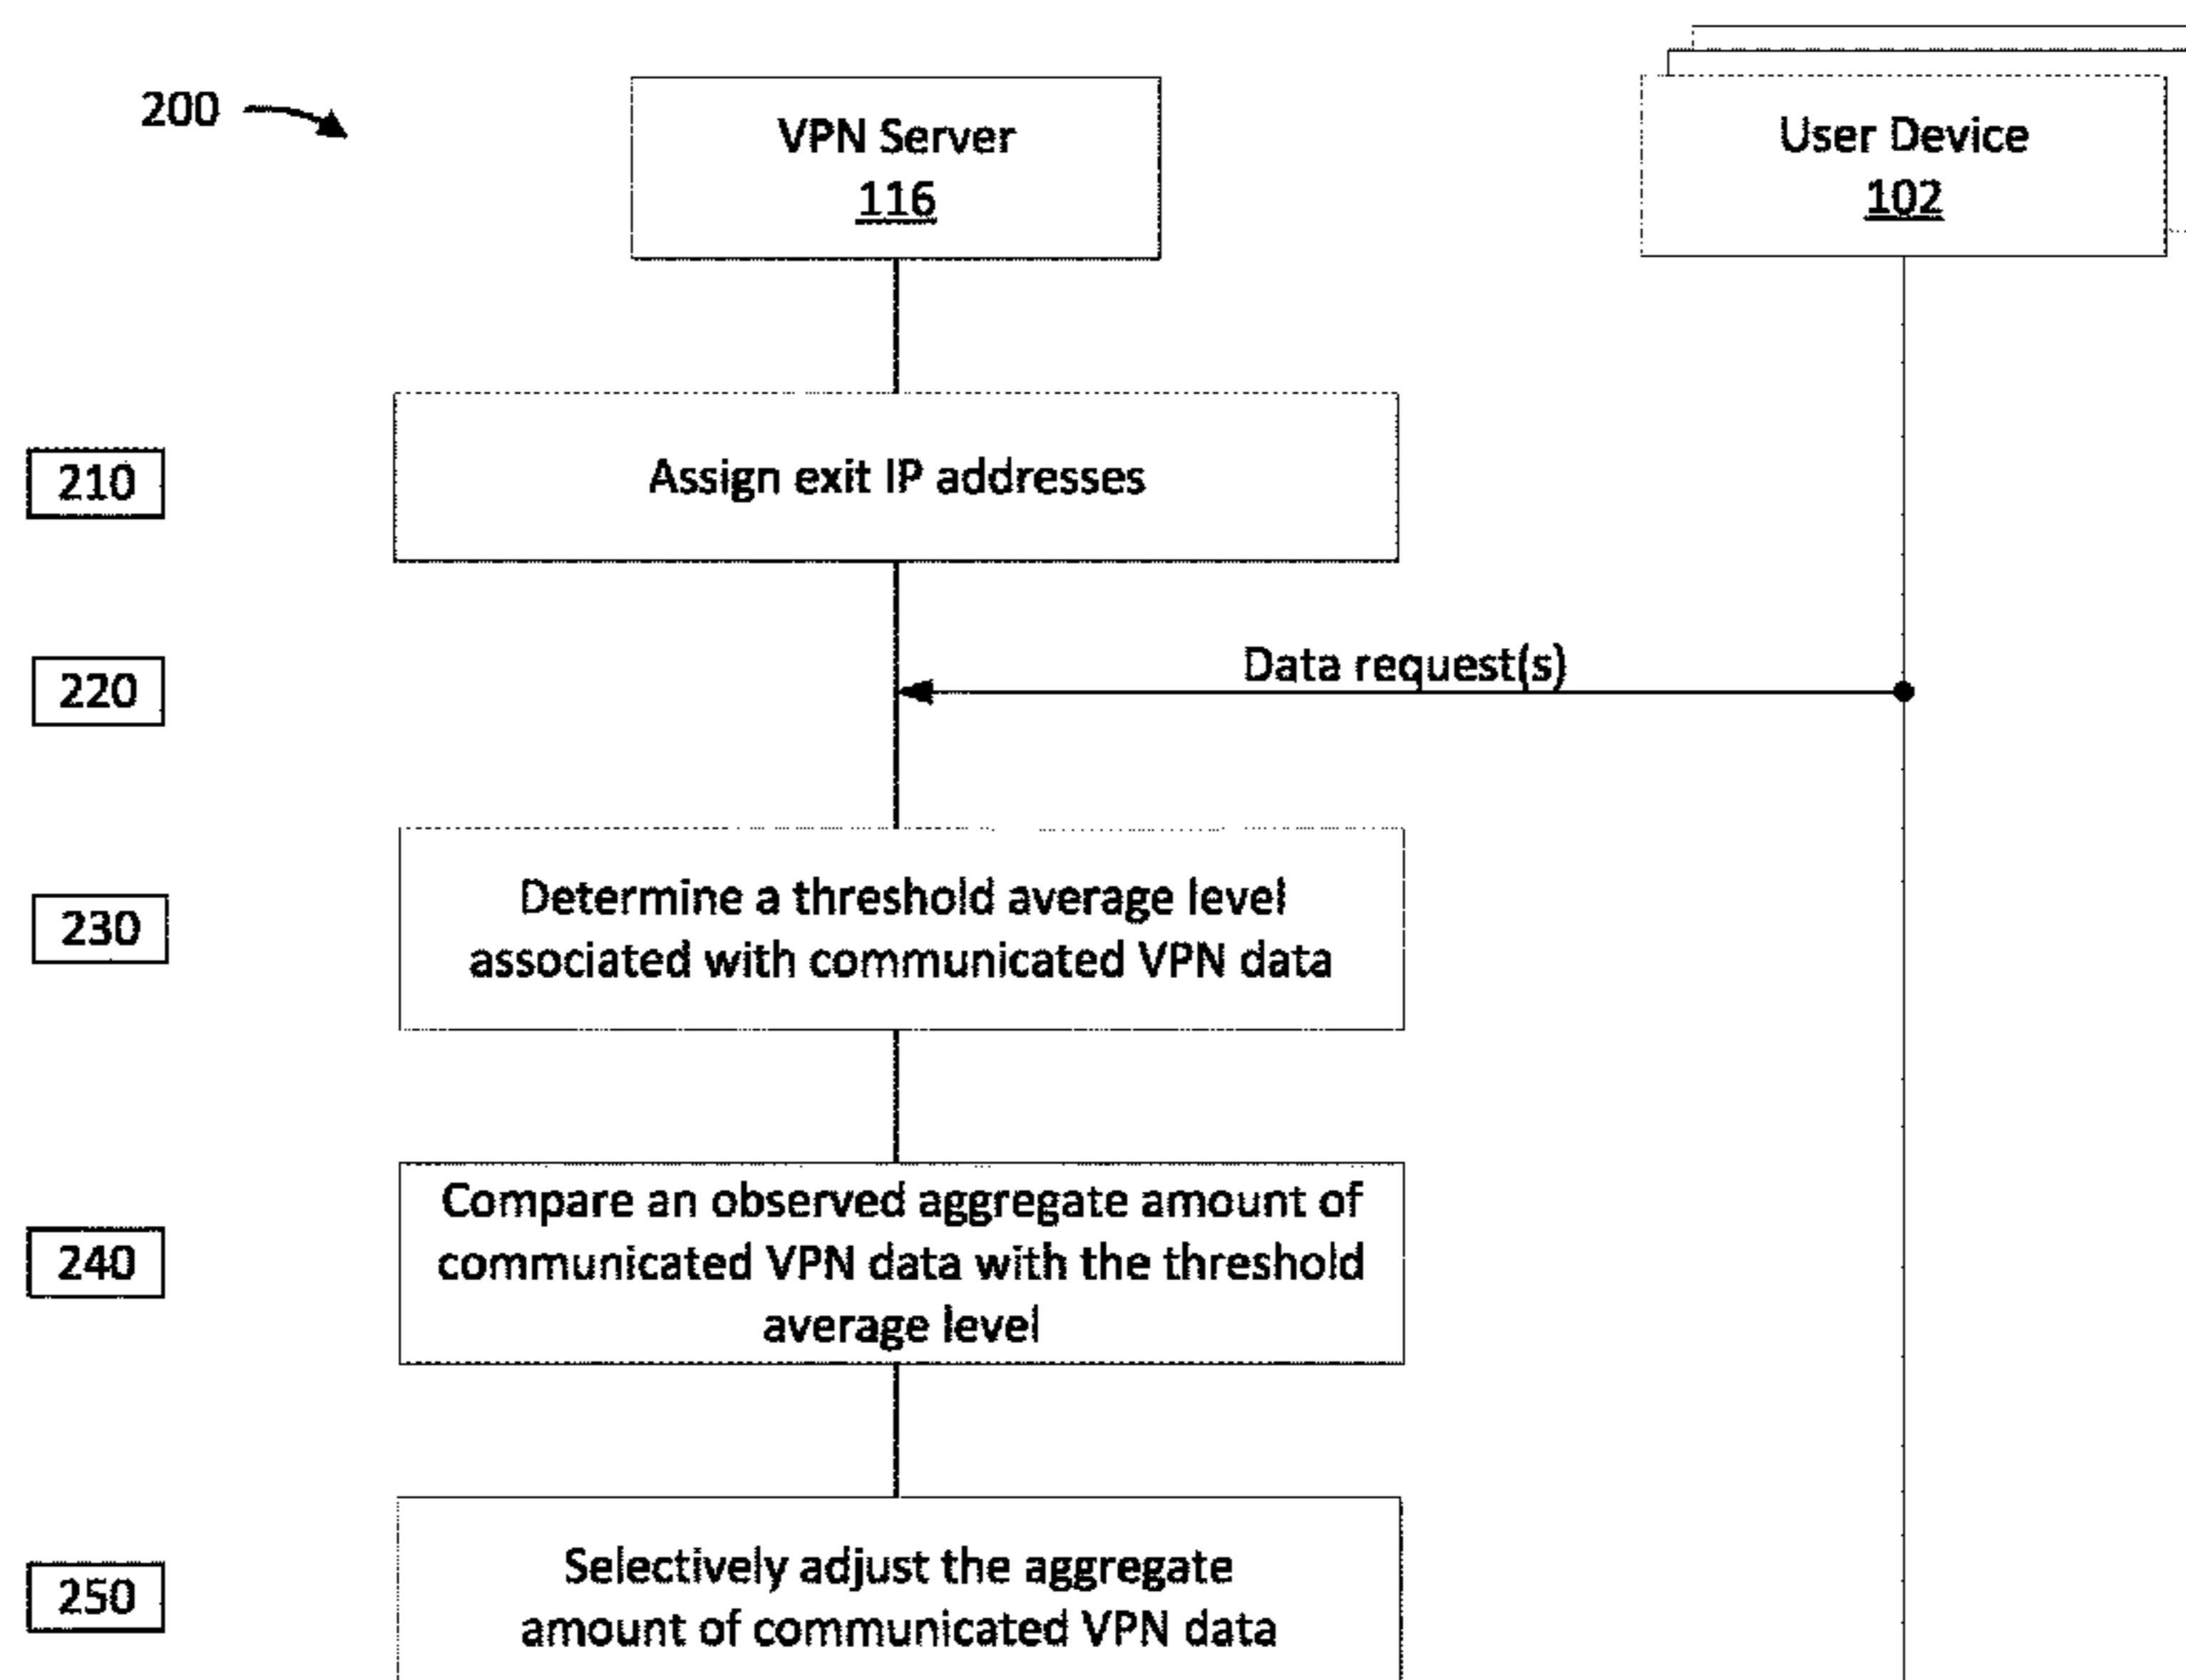 200
VPN Server
116
User Device
102
210
Assign exit IP addresses
220
Data request(s)
230
Determine a threshold average level
associated with communicated VPN data
240
Compare an observed aggregate amount of
communicated VPN data with the threshold
average level
250
Selectively adjust the aggregate
amount of communicated VPN data